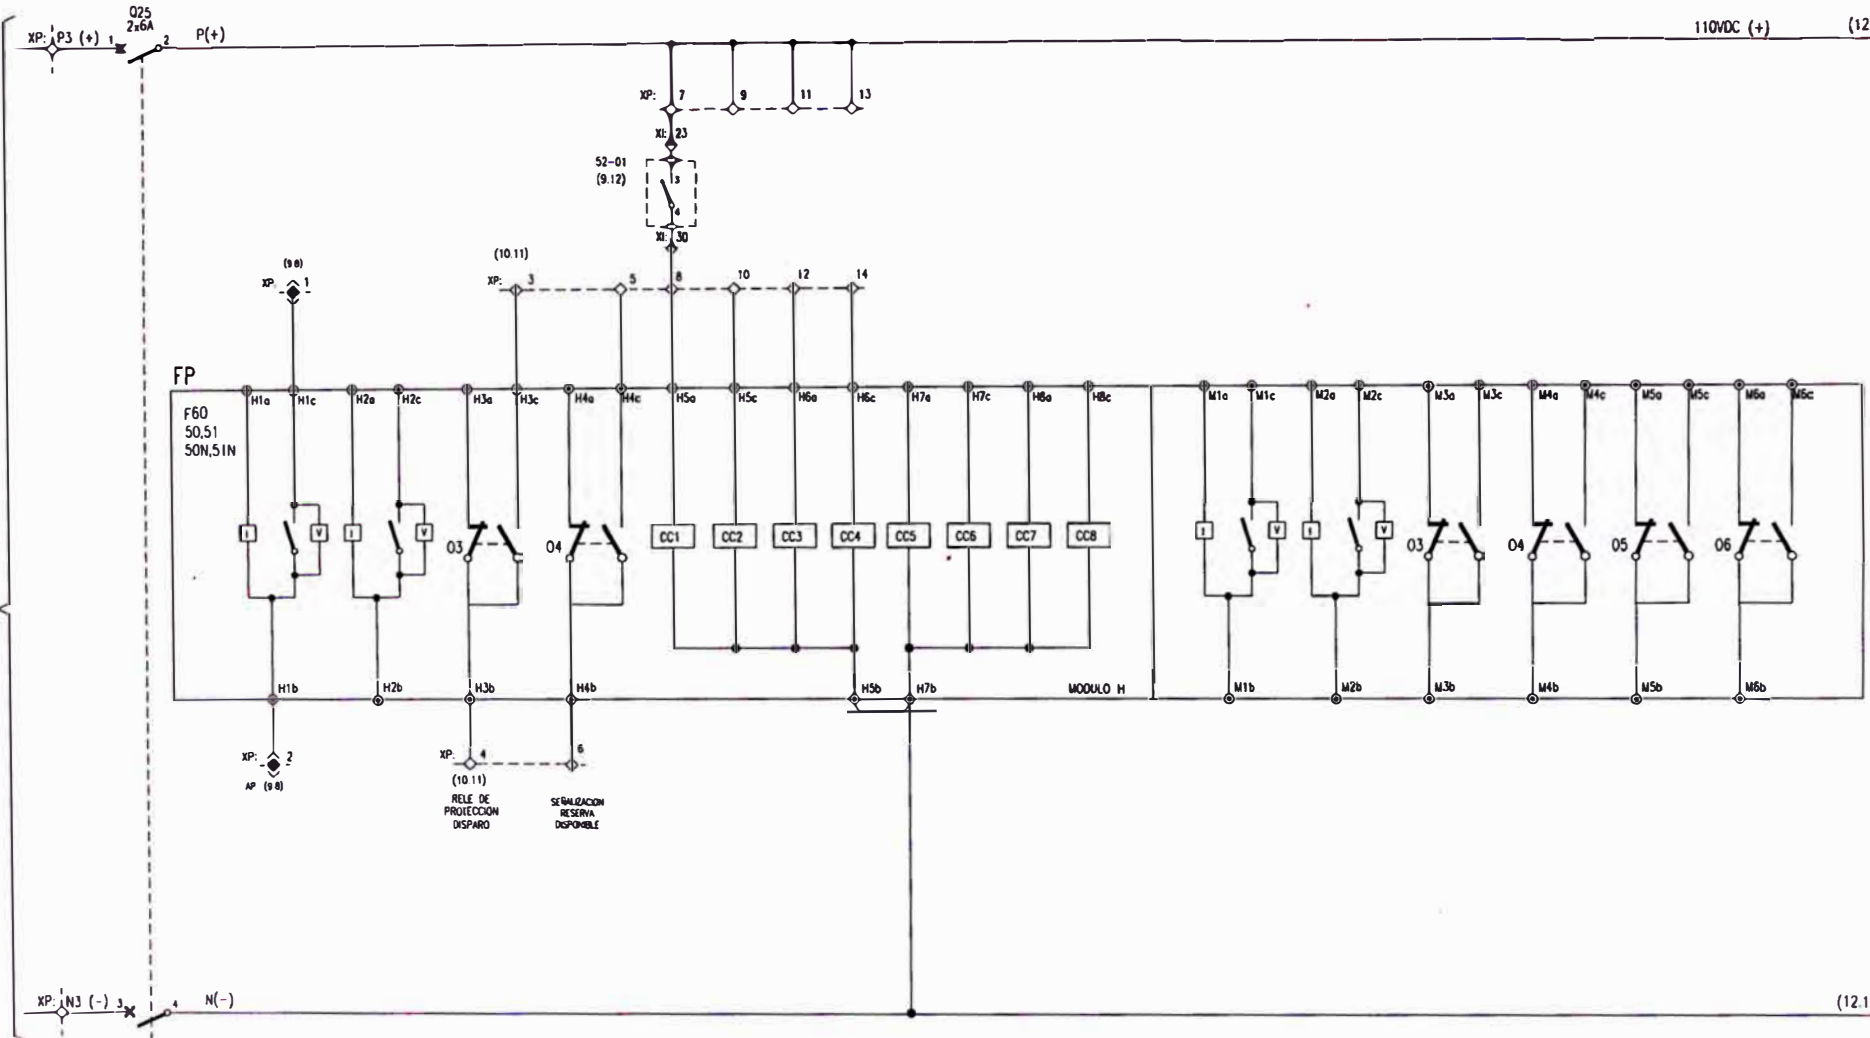 Q25
2x6A
XP: P3 (+) 1 2 P(+) 110VDC (+) (12
XP: 7 9 11 13
XI: 23
52-01
(9.12)
3
4
XI: 30
(9.8)
XP: 1
(10.11)
XP: 3 5 8 10 12 14
FP
H1a H1c H2a H2c H3a H3c H4a H4c H5a H5c H6a H6c H7a H7c H8a H8c M1a M1c M2a M2c M3a M3c M4a M4c M5a M5c M6a M6c
F60
50,51
50N,51N
I V I V O3 O4 CC1 CC2 CC3 CC4 CC5 CC6 CC7 CC8 I V I V O3 O4 O5 O6
H1b H2b H3b H4b H5b H7b MODULO H M1b M2b M3b M4b M5b M6b
XP: 2
AP (9.8)
XP: 4 6
(10.11)
RELE DE
PROTECCION
DISPARO
SEÑALIZACION
RESERVA
DISPONIBLE
XP: N3 (-) 3 4 N(-) (12.1